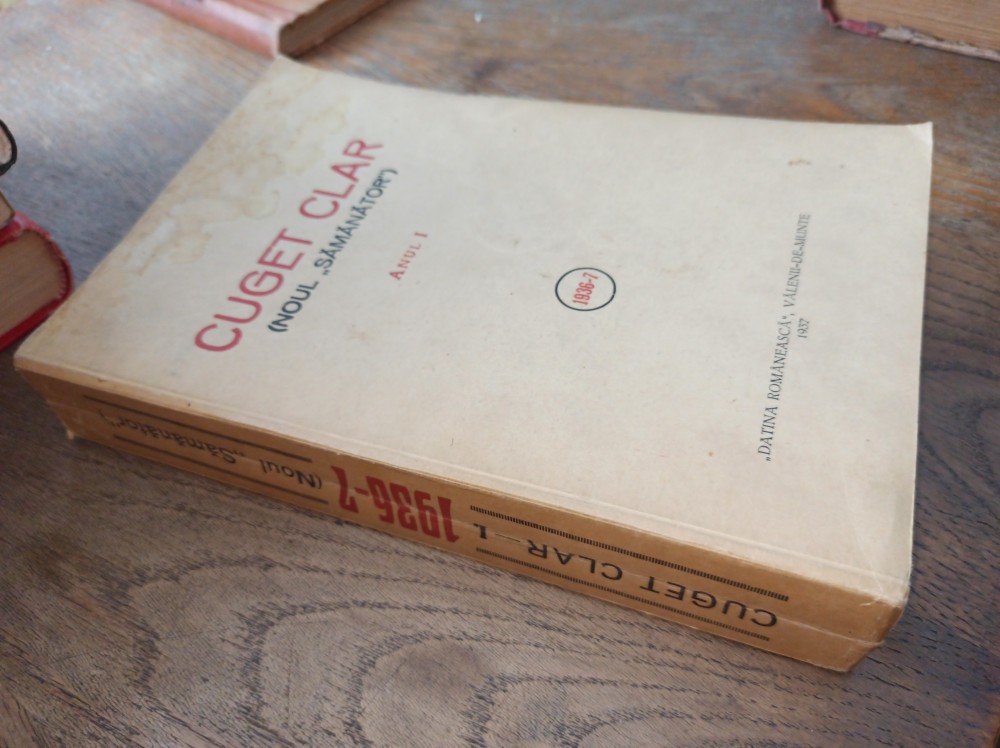 CUGET CLAR
(NOUL „SĂMĂNĂTOR")
ANUL I
1936-7
„DATINA ROMÂNEASCĂ", VĂLENII-DE-MUNTE
1937
CUGET CLAR — I.
1936-7
(Noul „Sămănător")